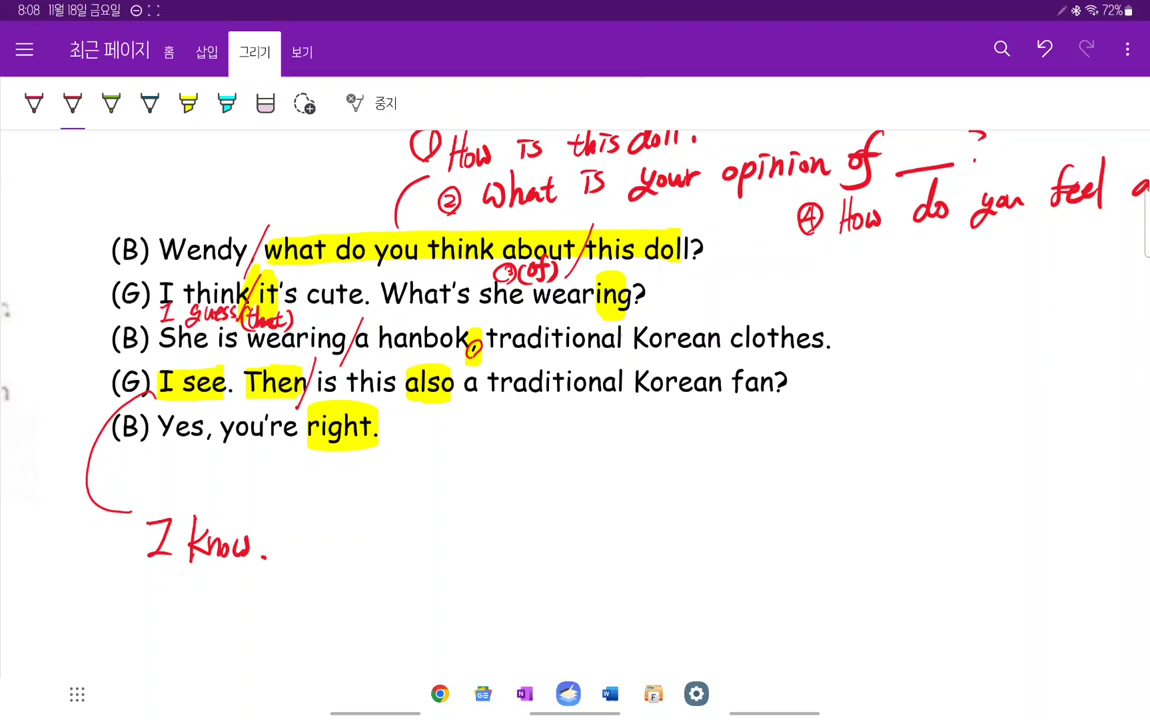 8:08 11월 18일 금요일 72%
최근 페이지 홈 삽입 그리기 보기
중지
① How is this doll.
② What is your opinion of ___ ?
④ How do you feel a
(B) Wendy what do you think about this doll?
③ (of)
(G) I think it's cute. What's she wearing?
I guess (that)
(B) She is wearing a hanbok, traditional Korean clothes.
(G) I see. Then is this also a traditional Korean fan?
(B) Yes, you're right.
I know.